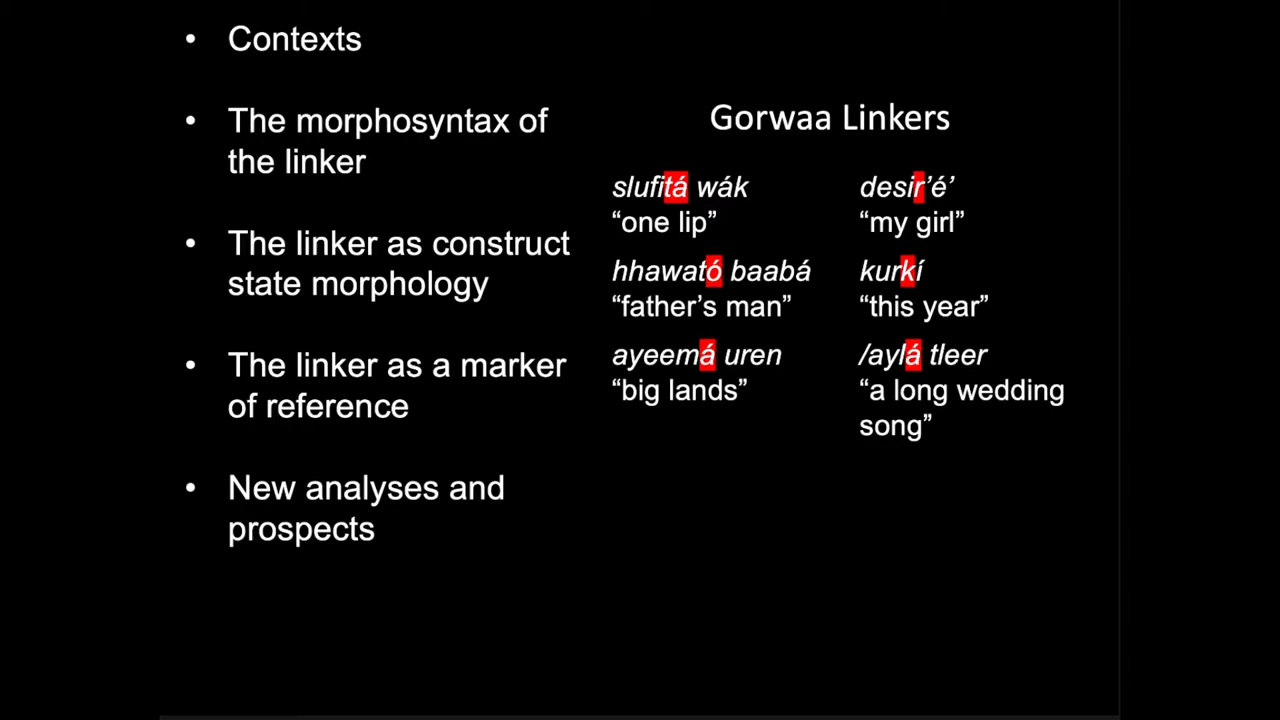 • Contexts
• The morphosyntax of
the linker
• The linker as construct
state morphology
• The linker as a marker
of reference
• New analyses and
prospects
Gorwaa Linkers
slufitá wák
“one lip”
hhawató baabá
“father’s man”
ayeemá uren
“big lands”
desir’é’
“my girl”
kurkí
“this year”
/aylá tleer
“a long wedding
song”